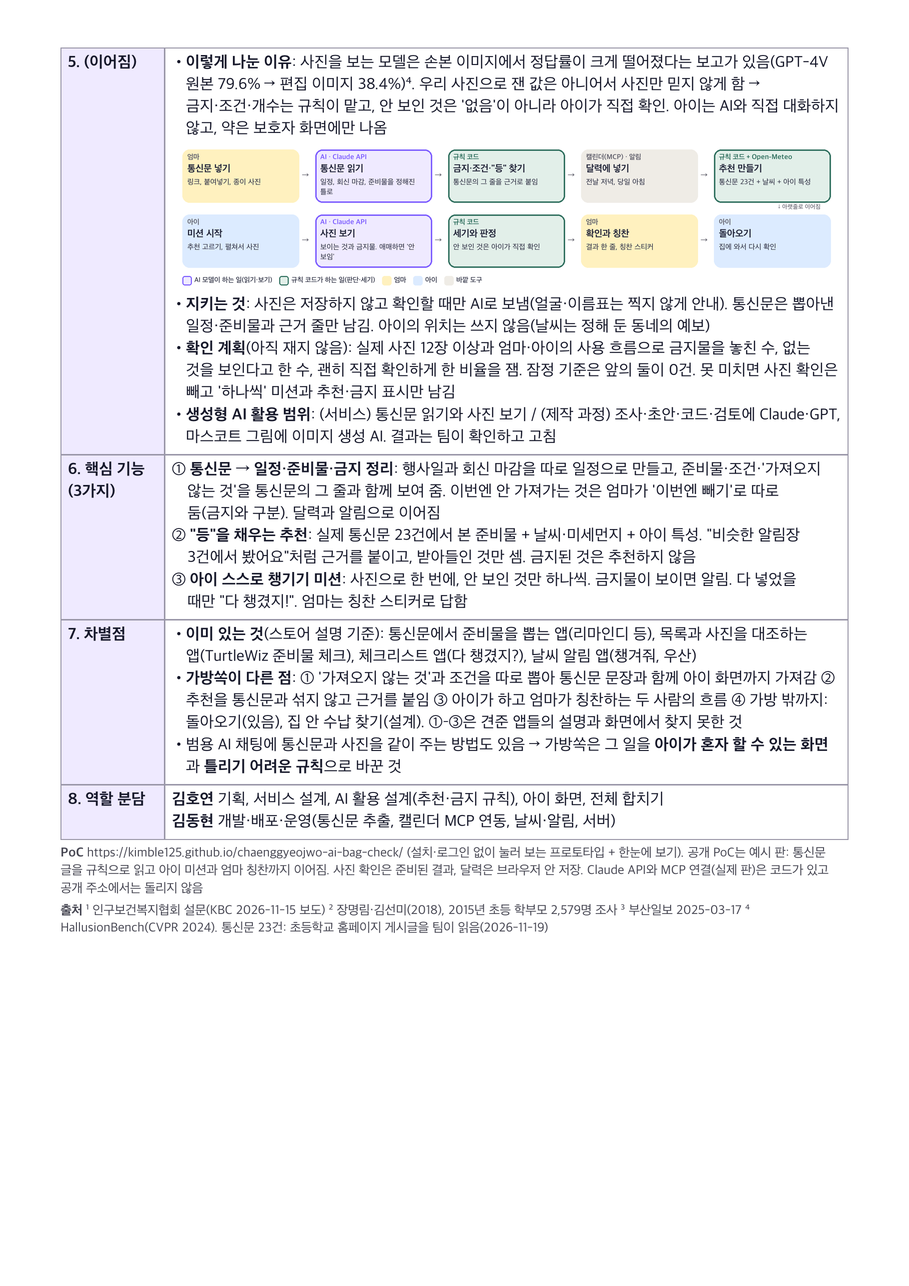 5. (이어짐)
• 이렇게 나눈 이유: 사진을 보는 모델은 손본 이미지에서 정답률이 크게 떨어졌다는 보고가 있음(GPT-4V
원본 79.6% → 편집 이미지 38.4%)⁴. 우리 사진으로 잰 값은 아니어서 사진만 믿지 않게 함 →
금지·조건·개수는 규칙이 맡고, 안 보인 것은 '없음'이 아니라 아이가 직접 확인. 아이는 AI와 직접 대화하지
않고, 약은 보호자 화면에만 나옴
엄마
통신문 넣기
링크, 붙여넣기, 종이 사진
→
AI · Claude API
통신문 읽기
일정, 회신 마감, 준비물을 정해진
틀로
→
규칙 코드
금지·조건·"등" 찾기
통신문의 그 줄을 근거로 붙임
→
캘린더(MCP) · 알림
달력에 넣기
전날 저녁, 당일 아침
→
규칙 코드 + Open-Meteo
추천 만들기
통신문 23건 + 날씨 + 아이 특성
↓ 아랫줄로 이어짐
아이
미션 시작
추천 고르기, 펼쳐서 사진
→
AI · Claude API
사진 보기
보이는 것과 금지물. 애매하면 '안
보임'
→
규칙 코드
세기와 판정
안 보인 것은 아이가 직접 확인
→
엄마
확인과 칭찬
결과 한 줄, 칭찬 스티커
→
아이
돌아오기
집에 와서 다시 확인
AI 모델이 하는 일(읽기·보기) 규칙 코드가 하는 일(판단·세기) 엄마 아이 바깥 도구
• 지키는 것: 사진은 저장하지 않고 확인할 때만 AI로 보냄(얼굴·이름표는 찍지 않게 안내). 통신문은 뽑아낸
일정·준비물과 근거 줄만 남김. 아이의 위치는 쓰지 않음(날씨는 정해 둔 동네의 예보)
• 확인 계획(아직 재지 않음): 실제 사진 12장 이상과 엄마·아이의 사용 흐름으로 금지물을 놓친 수, 없는
것을 보인다고 한 수, 괜히 직접 확인하게 한 비율을 잼. 잠정 기준은 앞의 둘이 0건. 못 미치면 사진 확인은
빼고 '하나씩' 미션과 추천·금지 표시만 남김
• 생성형 AI 활용 범위: (서비스) 통신문 읽기와 사진 보기 / (제작 과정) 조사·초안·코드·검토에 Claude·GPT,
마스코트 그림에 이미지 생성 AI. 결과는 팀이 확인하고 고침
6. 핵심 기능
(3가지)
① 통신문 → 일정·준비물·금지 정리: 행사일과 회신 마감을 따로 일정으로 만들고, 준비물·조건·'가져오지
않는 것'을 통신문의 그 줄과 함께 보여 줌. 이번엔 안 가져가는 것은 엄마가 '이번엔 빼기'로 따로
둠(금지와 구분). 달력과 알림으로 이어짐
② "등"을 채우는 추천: 실제 통신문 23건에서 본 준비물 + 날씨·미세먼지 + 아이 특성. "비슷한 알림장
3건에서 봤어요"처럼 근거를 붙이고, 받아들인 것만 셈. 금지된 것은 추천하지 않음
③ 아이 스스로 챙기기 미션: 사진으로 한 번에, 안 보인 것만 하나씩. 금지물이 보이면 알림. 다 넣었을
때만 "다 챙겼지!". 엄마는 칭찬 스티커로 답함
7. 차별점
• 이미 있는 것(스토어 설명 기준): 통신문에서 준비물을 뽑는 앱(리마인디 등), 목록과 사진을 대조하는
앱(TurtleWiz 준비물 체크), 체크리스트 앱(다 챙겼지?), 날씨 알림 앱(챙겨줘, 우산)
• 가방쏙이 다른 점: ① '가져오지 않는 것'과 조건을 따로 뽑아 통신문 문장과 함께 아이 화면까지 가져감 ②
추천을 통신문과 섞지 않고 근거를 붙임 ③ 아이가 하고 엄마가 칭찬하는 두 사람의 흐름 ④ 가방 밖까지:
돌아오기(있음), 집 안 수납 찾기(설계). ①-③은 견준 앱들의 설명과 화면에서 찾지 못한 것
• 범용 AI 채팅에 통신문과 사진을 같이 주는 방법도 있음 → 가방쏙은 그 일을 아이가 혼자 할 수 있는 화면
과 틀리기 어려운 규칙으로 바꾼 것
8. 역할 분담
김호연 기획, 서비스 설계, AI 활용 설계(추천·금지 규칙), 아이 화면, 전체 합치기
김동현 개발·배포·운영(통신문 추출, 캘린더 MCP 연동, 날씨·알림, 서버)
PoC https://kimble125.github.io/chaenggyeojwo-ai-bag-check/ (설치·로그인 없이 눌러 보는 프로토타입 + 한눈에 보기). 공개 PoC는 예시 판: 통신문
글을 규칙으로 읽고 아이 미션과 엄마 칭찬까지 이어짐. 사진 확인은 준비된 결과, 달력은 브라우저 안 저장. Claude API와 MCP 연결(실제 판)은 코드가 있고
공개 주소에서는 돌리지 않음
출처 ¹ 인구보건복지협회 설문(KBC 2026-11-15 보도) ² 장명림·김선미(2018), 2015년 초등 학부모 2,579명 조사 ³ 부산일보 2025-03-17 ⁴
HallusionBench(CVPR 2024). 통신문 23건: 초등학교 홈페이지 게시글을 팀이 읽음(2026-11-19)